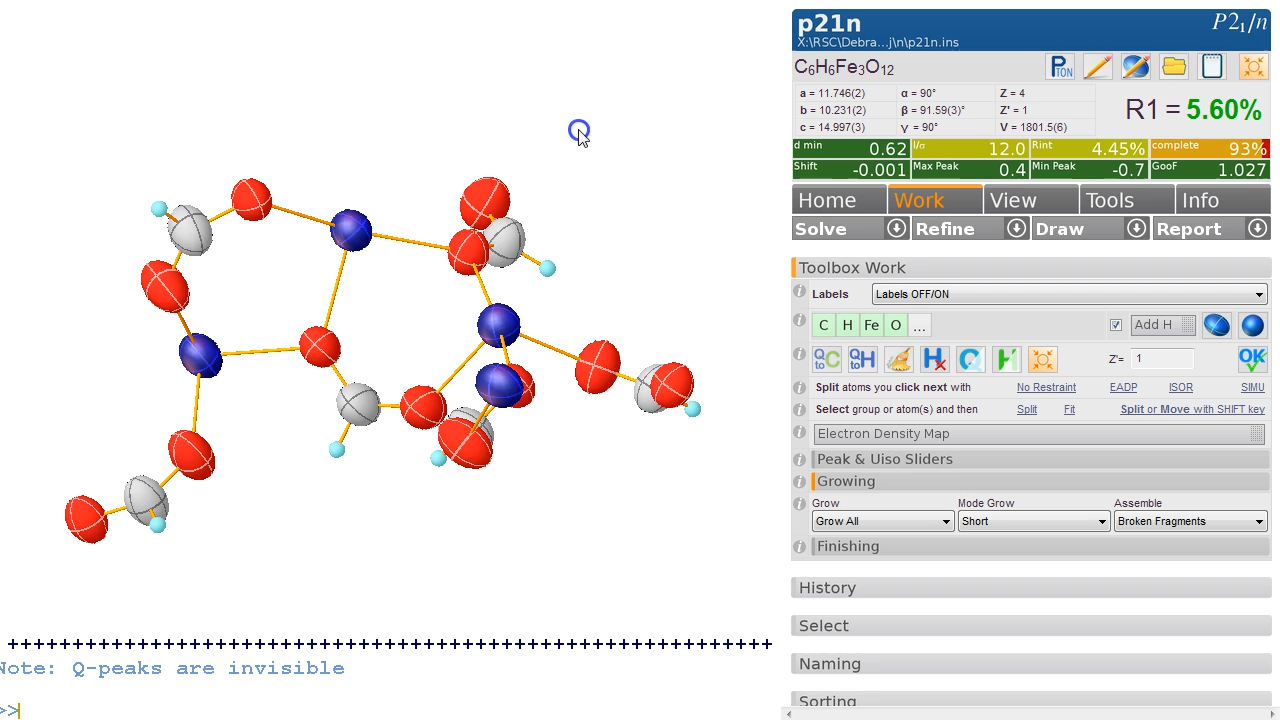 p21n
P2₁/n
X:\RSC\Debra...j\n\p21n.ins
C₆H₆Fe₃O₁₂
PTON
a = 11.746(2) α = 90° Z = 4
b = 10.231(2) β = 91.59(3)° Z' = 1
c = 14.997(3) γ = 90° V = 1801.5(6)
R1 = 5.60%
d min 0.62 I/σ 12.0 Rint 4.45% complete 93%
Shift -0.001 Max Peak 0.4 Min Peak -0.7 GooF 1.027
Home Work View Tools Info
Solve Refine Draw Report
Toolbox Work
Labels Labels OFF/ON
C H Fe O ... Add H
QtoC QtoH H Z'= 1 OK
Split atoms you click next with No Restraint EADP ISOR SIMU
Select group or atom(s) and then Split Fit Split or Move with SHIFT key
Electron Density Map
Peak & Uiso Sliders
Growing
Grow Mode Grow Assemble
Grow All Short Broken Fragments
Finishing
History
Select
Naming
Sorting
+++++++++++++++++++++++++++++++++++++++++++++++++++++++++++
Note: Q-peaks are invisible
>>